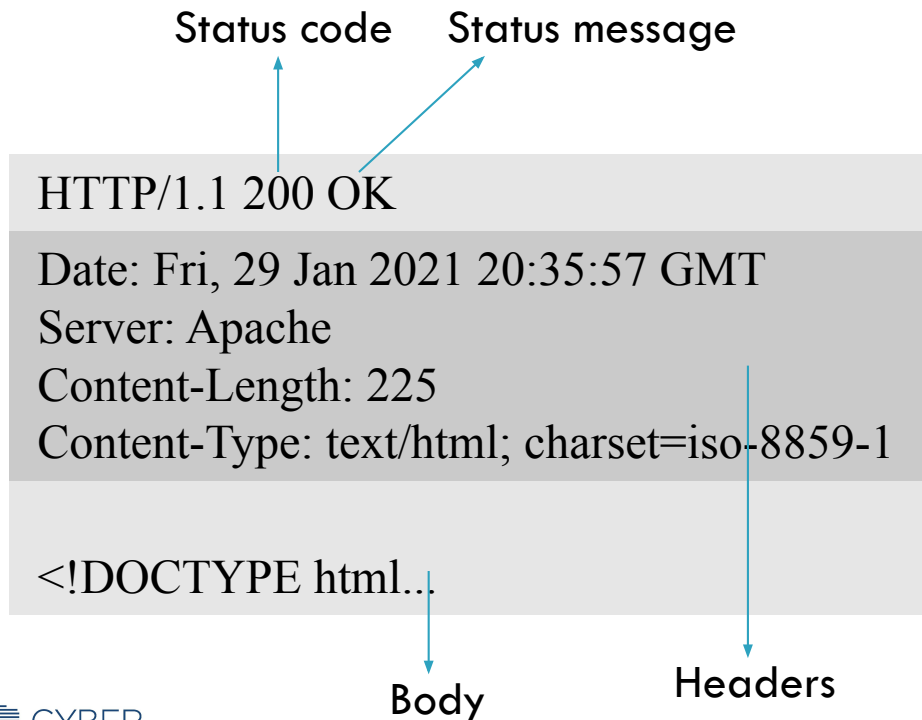 Status code Status message
HTTP/1.1 200 OK
Date: Fri, 29 Jan 2021 20:35:57 GMT
Server: Apache
Content-Length: 225
Content-Type: text/html; charset=iso-8859-1
<!DOCTYPE html...
Body Headers
CYBER